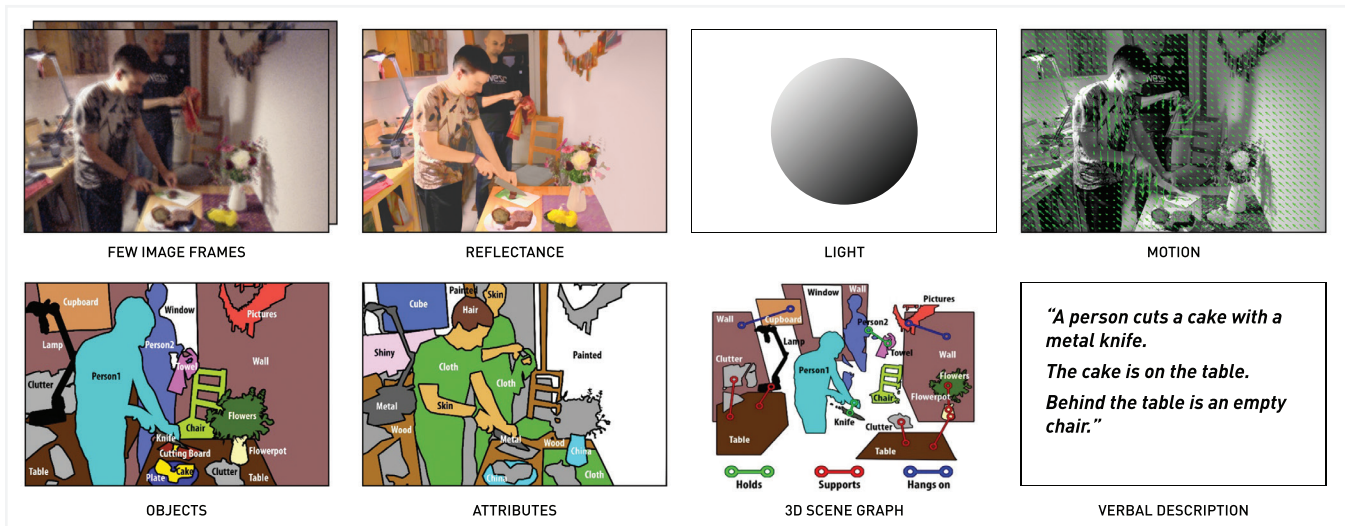 FEW IMAGE FRAMES
REFLECTANCE
LIGHT
MOTION
Cupboard
Window
Pictures
Lamp
Person2
Towel
Wall
Person1
Clutter
Chair
Flowers
Knife
Cutting Board
Flowerpot
Table
Cake
Plate
Clutter
Table
OBJECTS
Painted
Skin
Cube
Hair
Shiny
Painted
Cloth
Cloth
Metal
Skin
Wood
Metal
Wood
China
China
Cloth
ATTRIBUTES
Window
Wall
Pictures
Wall
Cupboard
Person2
Lamp
Towel
Wall
Clutter
Person1
Flowers
Chair
Flowerpot
Knife
Clutter
Table
Table
Holds
Supports
Hangs on
3D SCENE GRAPH
“A person cuts a cake with a
metal knife.
The cake is on the table.
Behind the table is an empty
chair.”
VERBAL DESCRIPTION